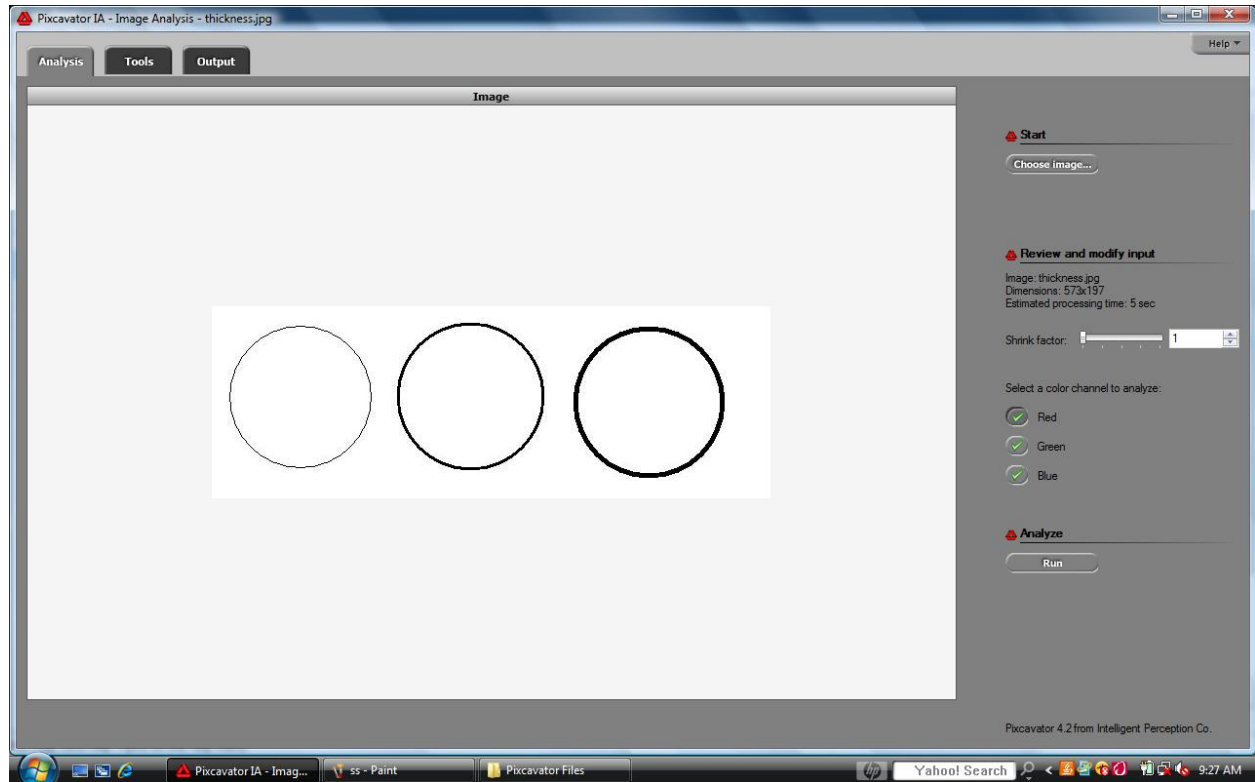 Pixcavator IA - Image Analysis - thickness.jpg
Help
Analysis Tools Output
Image
Start
Choose image...
Review and modify input
Image: thickness.jpg
Dimensions: 573x197
Estimated processing time: 5 sec
Shrink factor: 1
Select a color channel to analyze:
Red
Green
Blue
Analyze
Run
Pixcavator 4.2 from Intelligent Perception Co.
Pixcavator IA - Imag... ss - Paint Pixcavator Files hp Yahoo! Search 9:27 AM